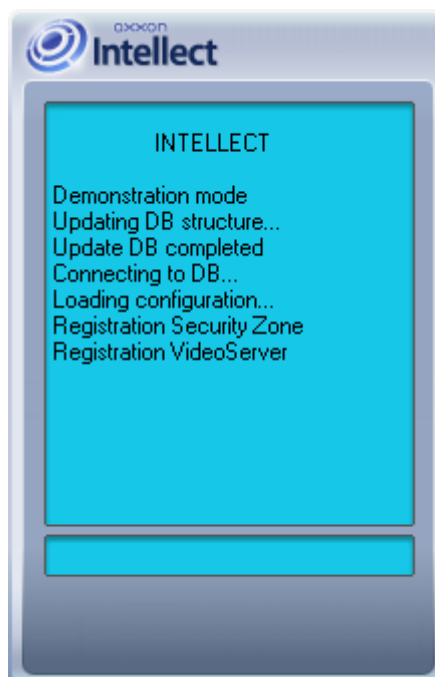 axxon
Intellect
INTELLECT
Demonstration mode
Updating DB structure...
Update DB completed
Connecting to DB...
Loading configuration...
Registration Security Zone
Registration VideoServer